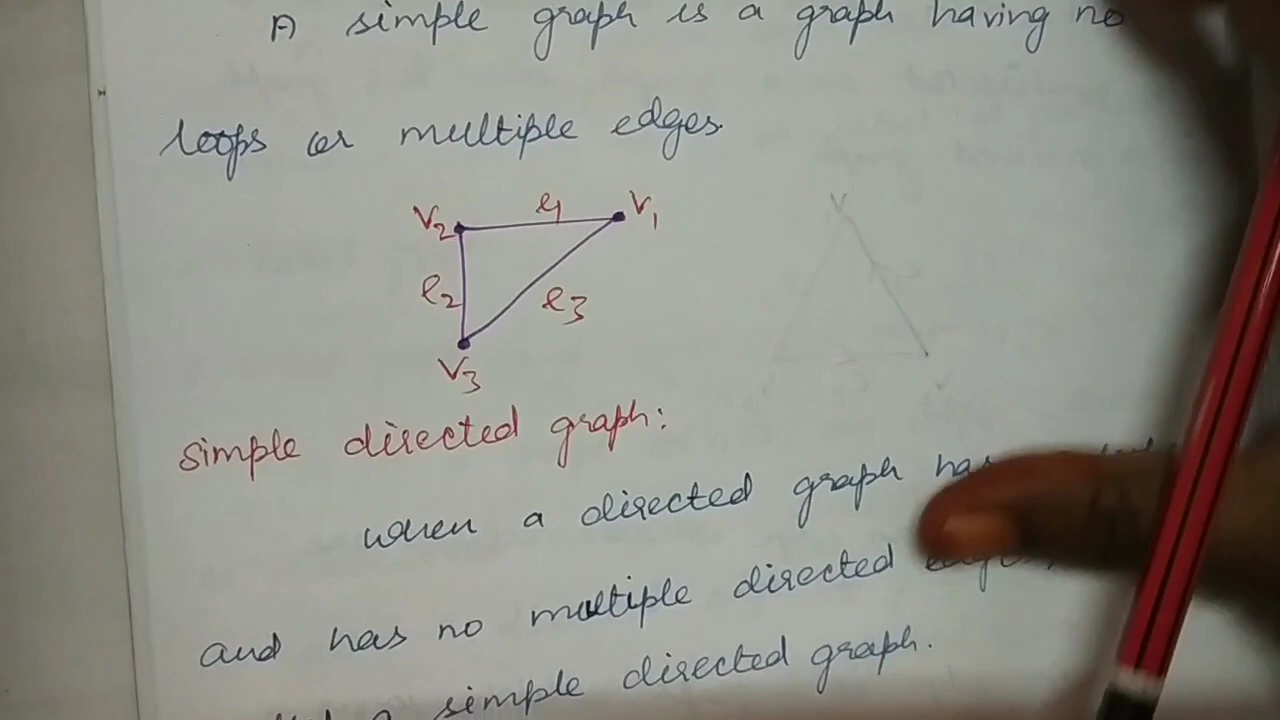 A simple graph is a graph having no
loops or multiple edges.
V2 e1 V1
e2 e3
V3
simple directed graph:
when a directed graph has
and has no multiple directed
a simple directed graph.